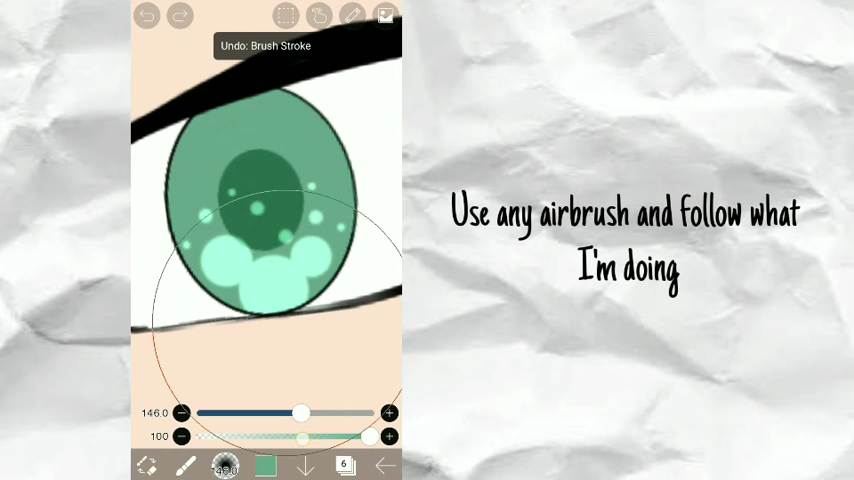 Undo: Brush Stroke
Use any airbrush and follow what
I'm doing
146.0
100
6